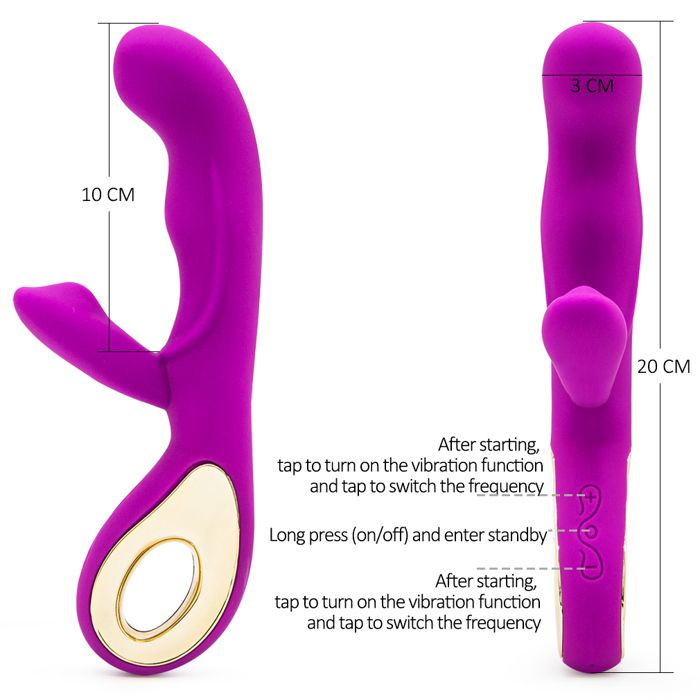 3 CM
10 CM
20 CM
After starting,
tap to turn on the vibration function
and tap to switch the frequency
+
Long press (on/off) and enter standby
After starting,
tap to turn on the vibration function
and tap to switch the frequency